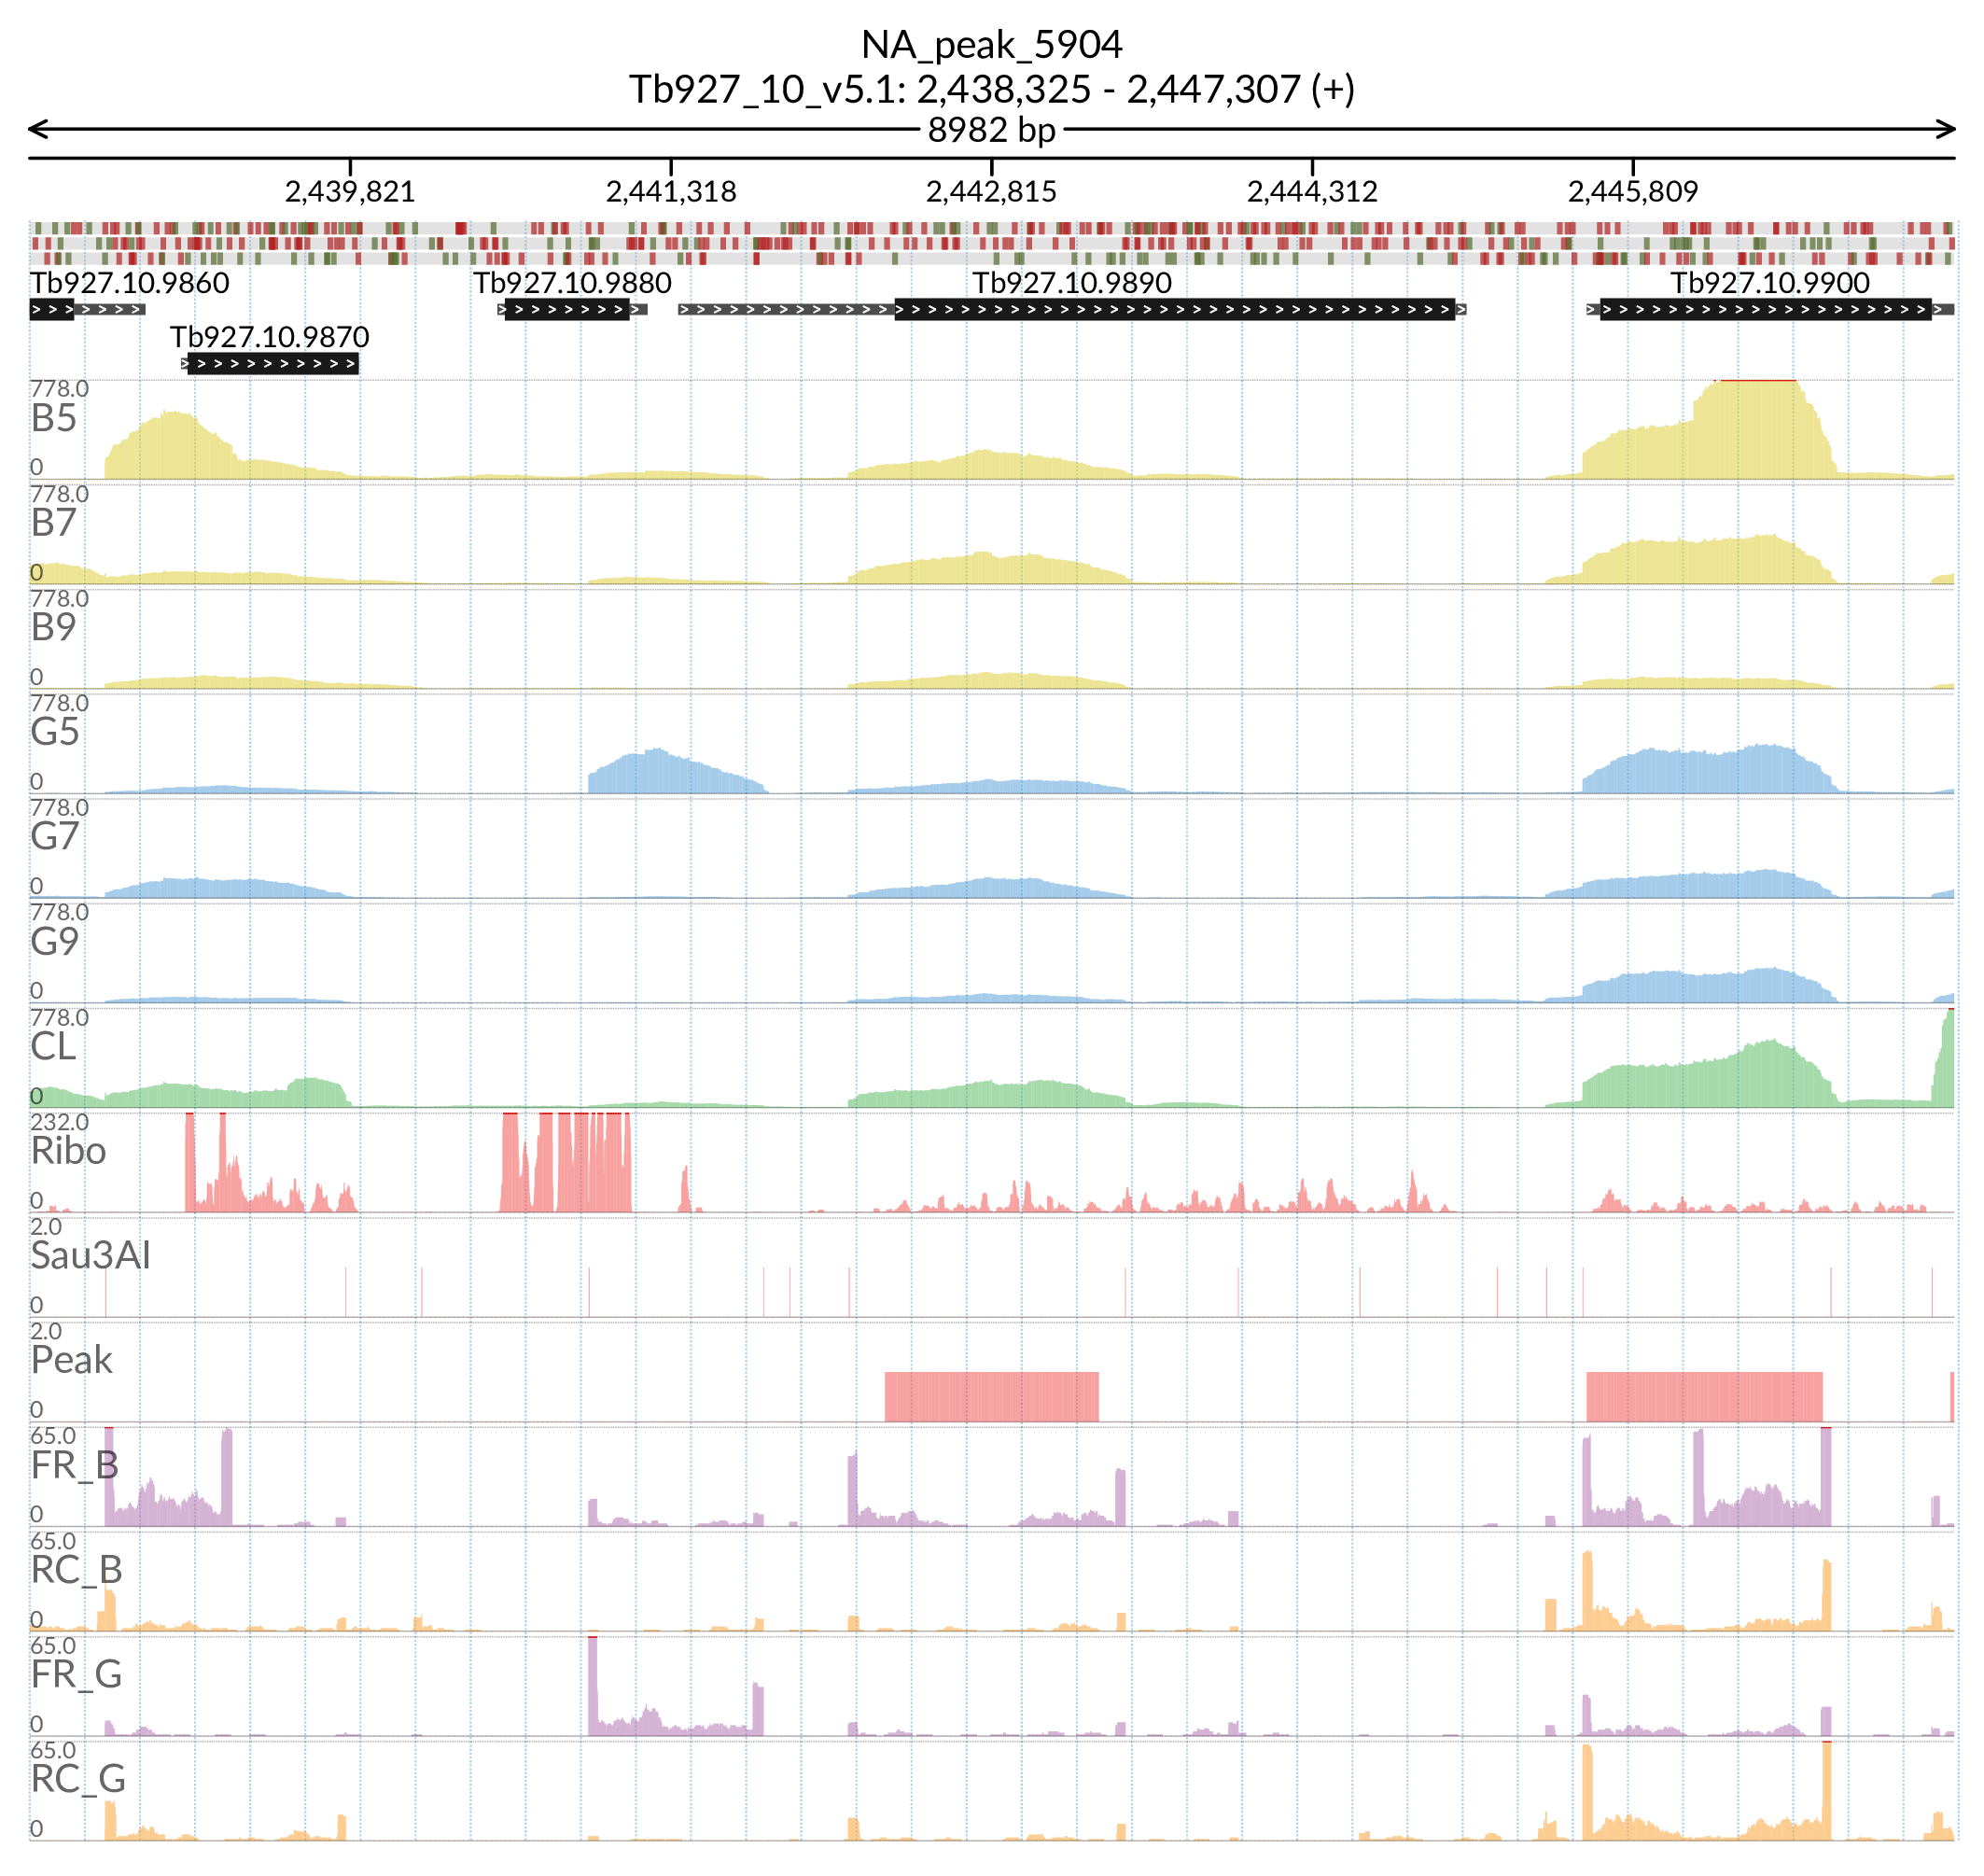 NA_peak_5904
Tb927_10_v5.1: 2,438,325 - 2,447,307 (+)
8982 bp
2,439,821 2,441,318 2,442,815 2,444,312 2,445,809
Tb927.10.9860 Tb927.10.9880 Tb927.10.9890 Tb927.10.9900
Tb927.10.9870
778.0
B5
0
778.0
B7
0
778.0
B9
0
778.0
G5
0
778.0
G7
0
778.0
G9
0
778.0
CL
0
232.0
Ribo
0
2.0
Sau3AI
0
2.0
Peak
0
65.0
FR_B
0
65.0
RC_B
0
65.0
FR_G
0
65.0
RC_G
0